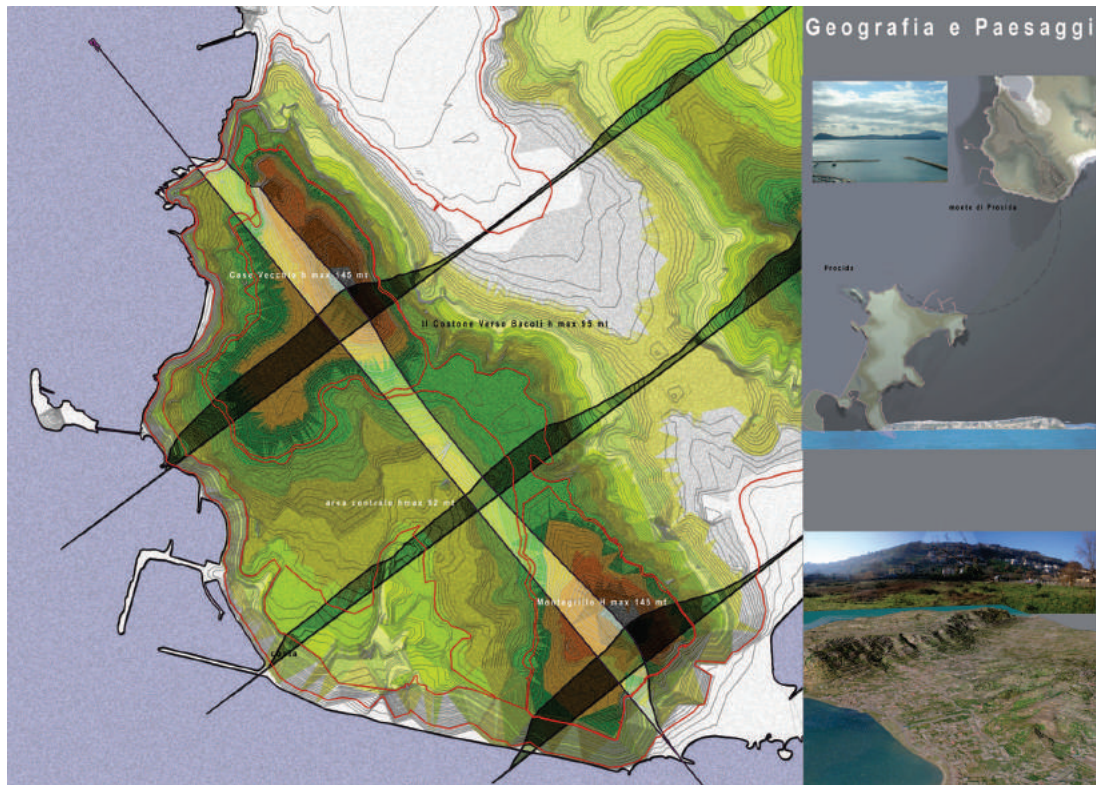 Geografia e Paesaggi
monte di Procida
Procida
Case Vecchie h max 145 mt
Il Costone Verso Bacoli h max 95 mt
area centrale hmax 92 mt
Montegrillo H max 145 mt
costa